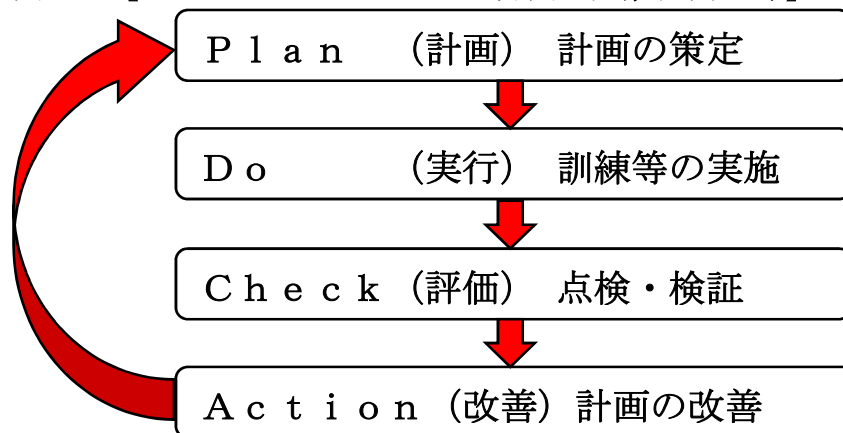 Ｐｌａｎ　（計画）　計画の策定
Ｄｏ　　　（実行）　訓練等の実施
Ｃｈｅｃｋ（評価）　点検・検証
Ａｃｔｉｏｎ（改善）計画の改善